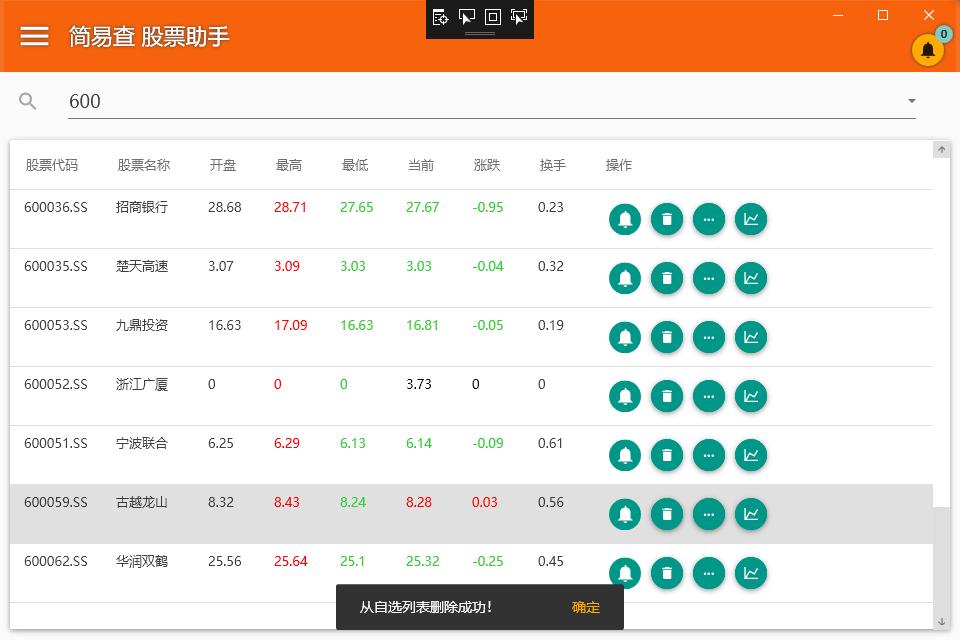 简易查 股票助手
0
600
股票代码 股票名称 开盘 最高 最低 当前 涨跌 换手 操作
600036.SS 招商银行 28.68 28.71 27.65 27.67 -0.95 0.23
600035.SS 楚天高速 3.07 3.09 3.03 3.03 -0.04 0.32
600053.SS 九鼎投资 16.63 17.09 16.63 16.81 -0.05 0.19
600052.SS 浙江广厦 0 0 0 3.73 0 0
600051.SS 宁波联合 6.25 6.29 6.13 6.14 -0.09 0.61
600059.SS 古越龙山 8.32 8.43 8.24 8.28 0.03 0.56
600062.SS 华润双鹤 25.56 25.64 25.1 25.32 -0.25 0.45
从自选列表删除成功! 确定